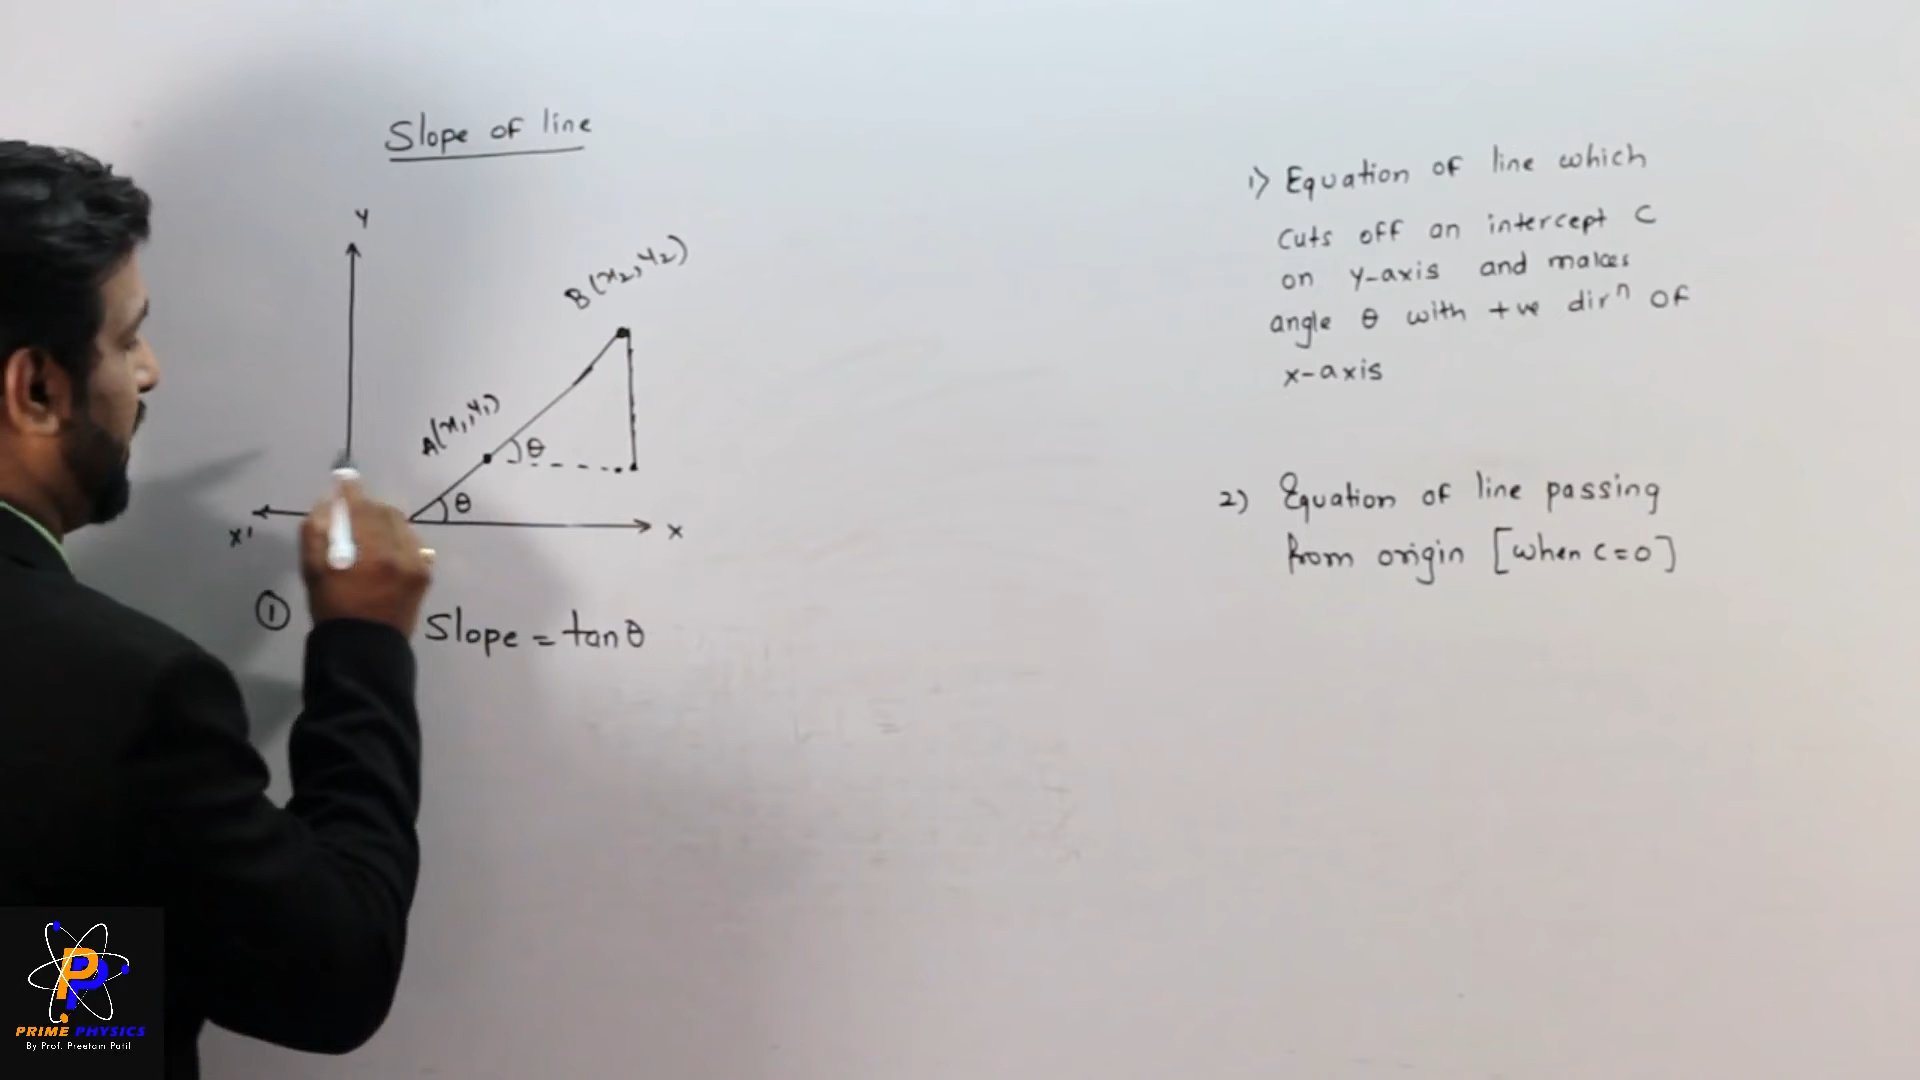 Slope of line
Y
B(x₂,y₂)
A(x₁,y₁)
θ
θ
X'
X
① Slope = tanθ
1) Equation of line which
cuts off an intercept C
on Y-axis and makes
angle θ with +ve dirⁿ of
x-axis
2) Equation of line passing
from origin [when c=0]
PRIME PHYSICS
By Prof. Preetam Patil